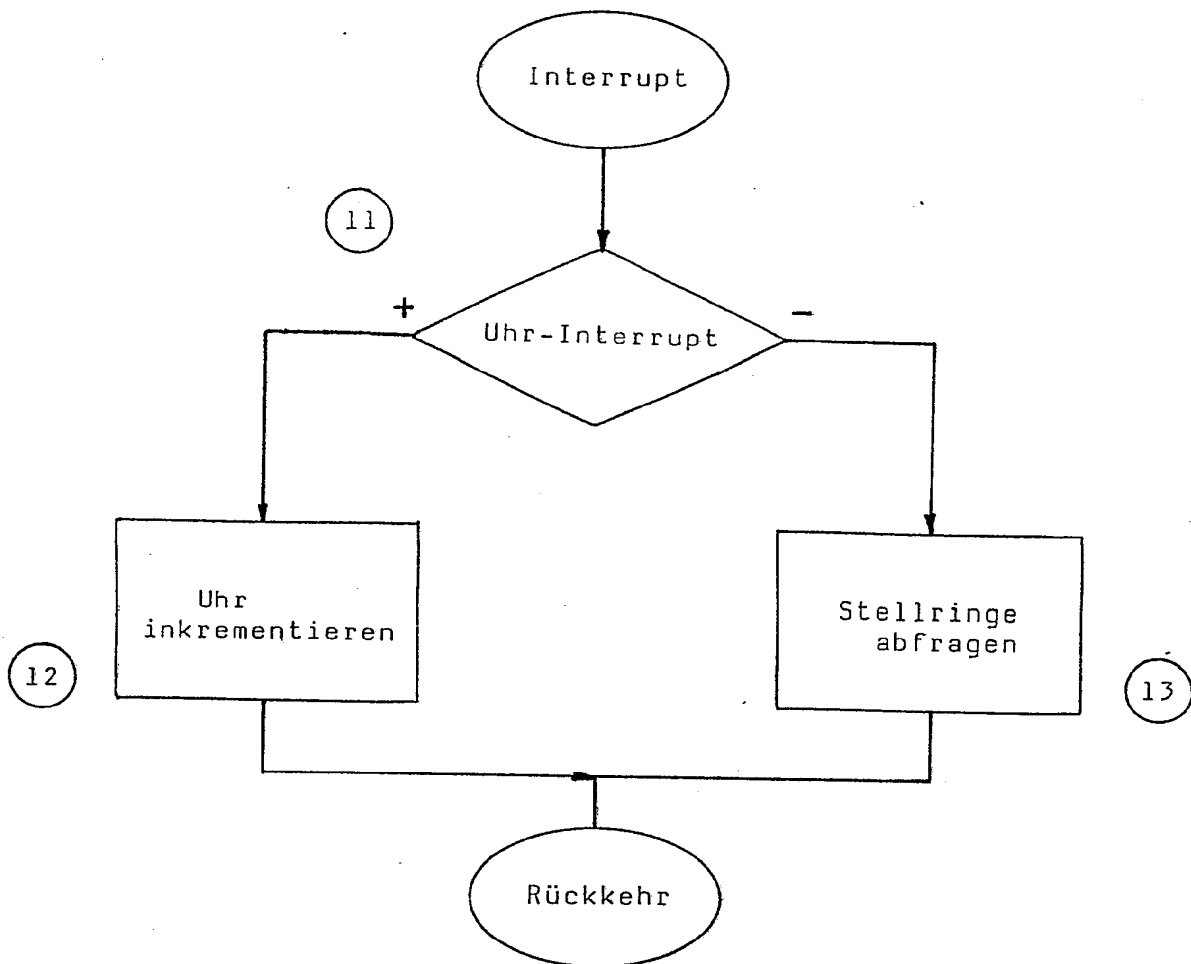 Interrupt
11
+
-
Uhr-Interrupt
Uhr
inkrementieren
Stellringe
abfragen
12
13
Rückkehr